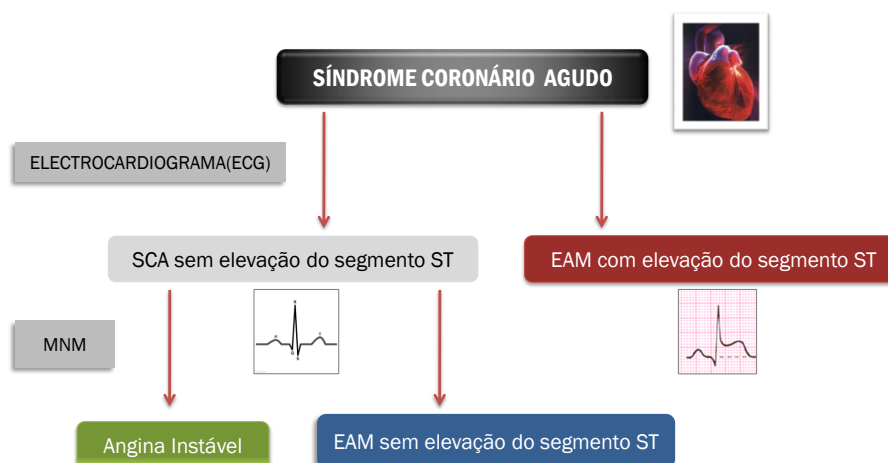 SÍNDROME CORONÁRIO AGUDO
ELECTROCARDIOGRAMA(ECG)
SCA sem elevação do segmento ST
EAM com elevação do segmento ST
MNM
Angina Instável
EAM sem elevação do segmento ST